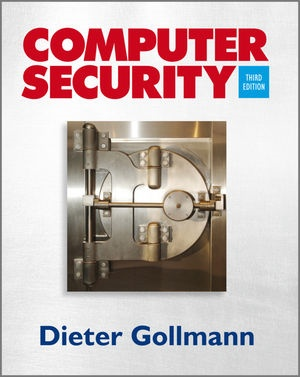 COMPUTER
SECURITY
THIRD
EDITION
Dieter Gollmann